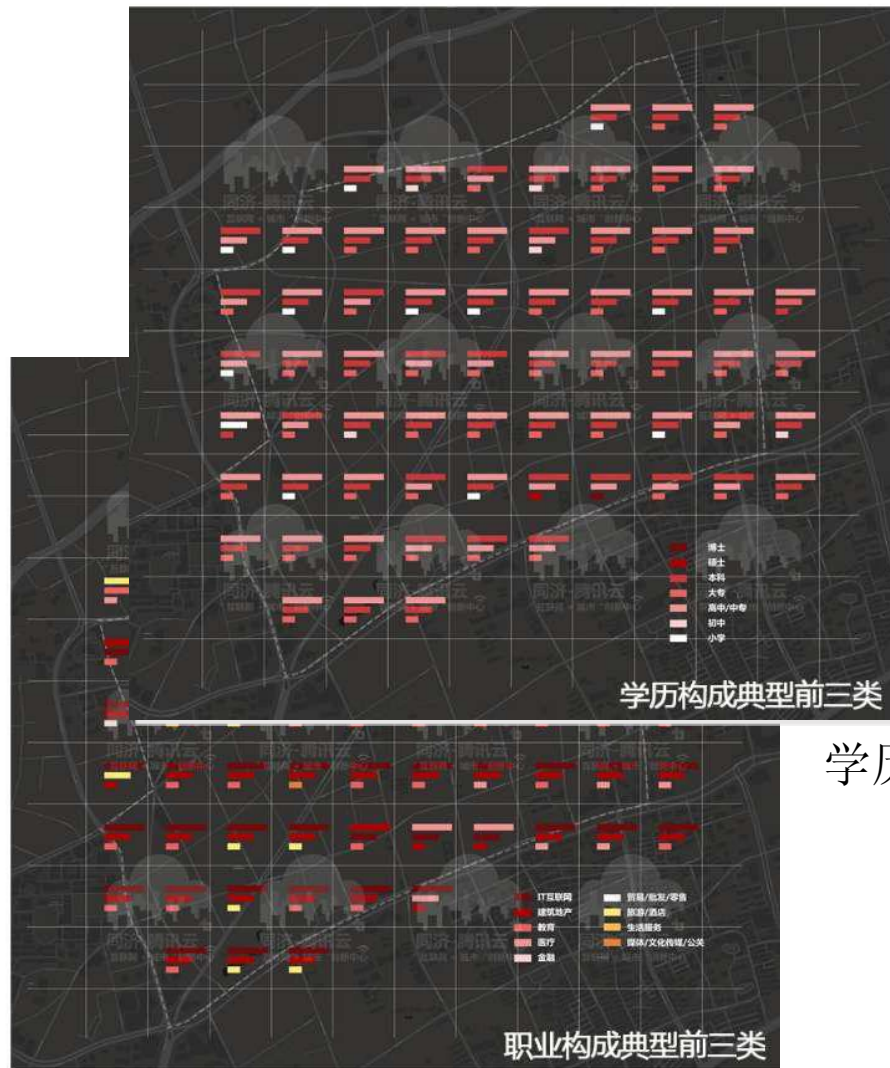 博士
硕士
本科
大专
高中/中专
初中
小学
学历构成典型前三类
学历
IT互联网
建筑地产
教育
医疗
金融
贸易/批发/零售
旅游/酒店
生活服务
媒体/文化传媒/公关
职业构成典型前三类